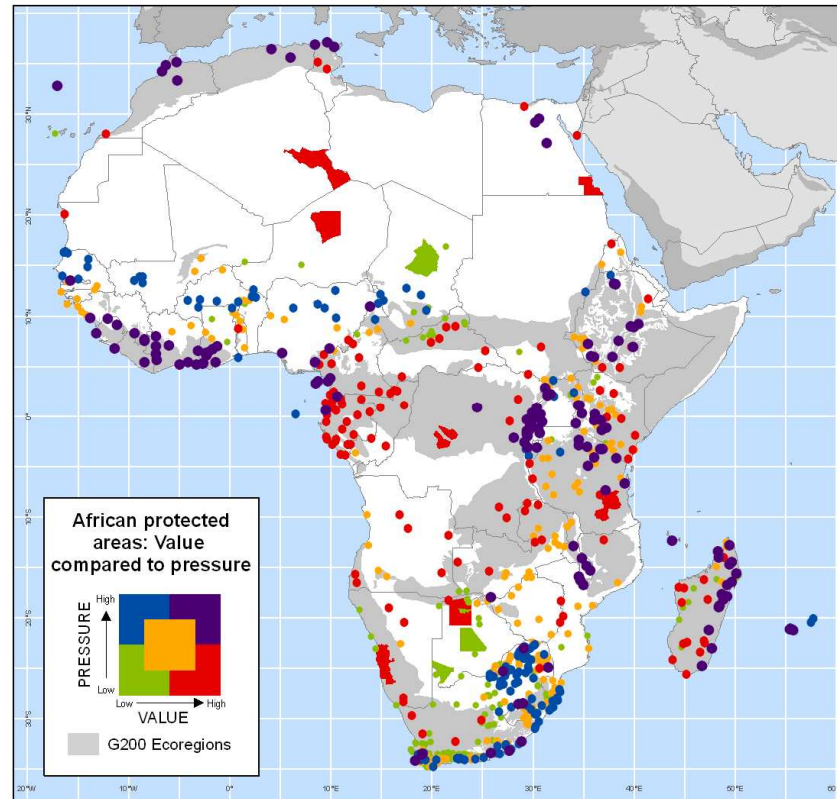 30°N
20°N
10°N
0°
10°S
20°S
30°S
African protected
areas: Value
compared to pressure
High
PRESSURE
Low
Low
High
VALUE
G200 Ecoregions
20°W
10°W
0°
10°E
20°E
30°E
40°E
50°E
60°